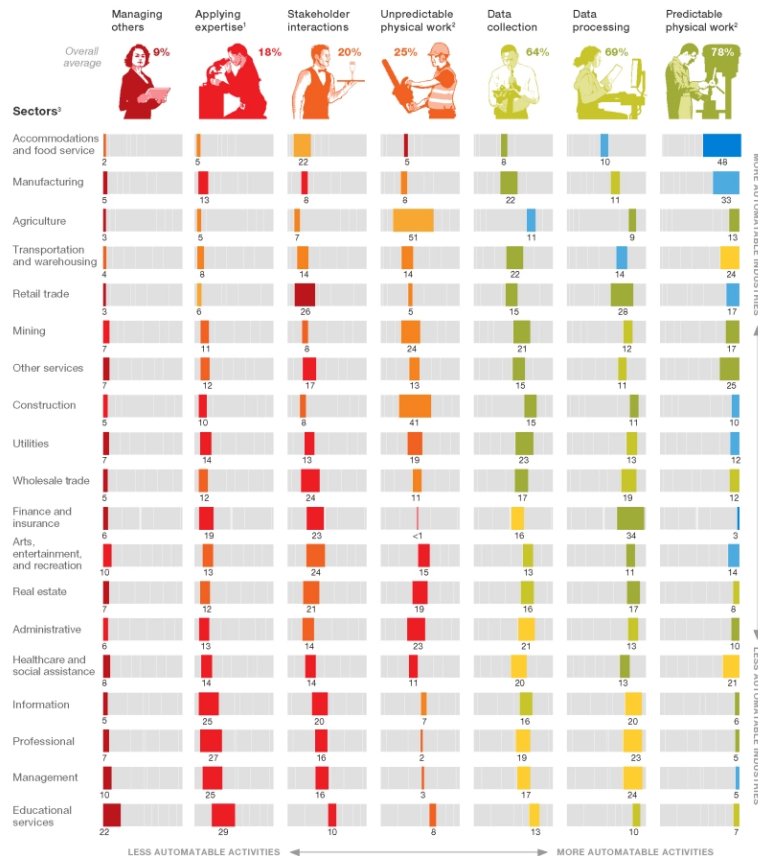 Managing others
Applying expertise¹
Stakeholder interactions
Unpredictable physical work²
Data collection
Data processing
Predictable physical work²
Overall average
9%
18%
20%
25%
64%
69%
78%
Sectors³
Accommodations and food service
2 5 22 5 8 10 48
Manufacturing
5 13 8 8 22 11 33
Agriculture
3 5 7 51 11 9 13
Transportation and warehousing
4 8 14 14 22 14 24
Retail trade
3 6 26 5 15 28 17
Mining
7 11 8 24 21 12 17
Other services
7 12 17 13 15 11 25
Construction
5 10 8 41 15 11 10
Utilities
7 14 13 19 23 13 12
Wholesale trade
5 12 24 11 17 19 12
Finance and insurance
6 19 23 <1 16 34 3
Arts, entertainment, and recreation
10 13 24 15 13 11 14
Real estate
7 12 21 19 16 17 8
Administrative
6 13 14 23 21 13 10
Healthcare and social assistance
8 14 14 11 20 13 21
Information
5 25 20 7 16 20 6
Professional
7 27 16 2 19 23 5
Management
10 25 16 3 17 24 5
Educational services
22 29 10 8 13 10 7
LESS AUTOMATABLE ACTIVITIES
MORE AUTOMATABLE ACTIVITIES
MORE AUTOMATABLE INDUSTRIES
LESS AUTOMATABLE INDUSTRIES